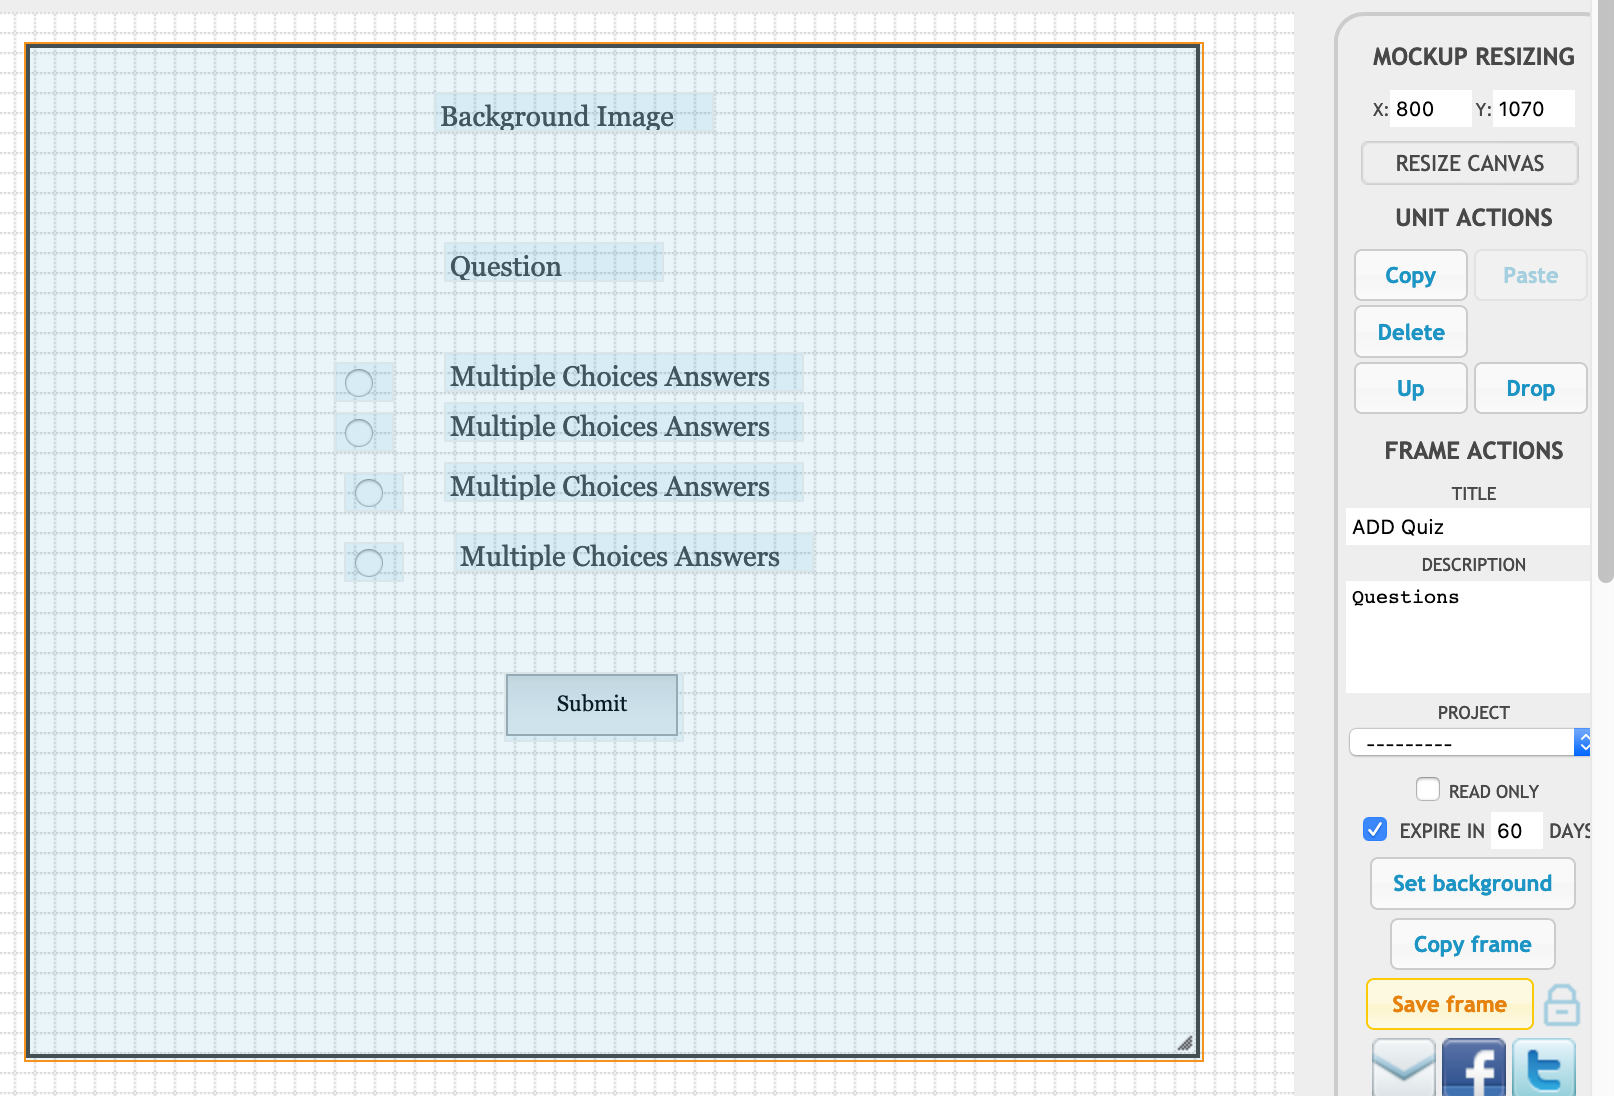 Background Image
Question
Multiple Choices Answers
Multiple Choices Answers
Multiple Choices Answers
Multiple Choices Answers
Submit
MOCKUP RESIZING
X: 800 Y: 1070
RESIZE CANVAS
UNIT ACTIONS
Copy Paste
Delete
Up Drop
FRAME ACTIONS
TITLE
ADD Quiz
DESCRIPTION
Questions
PROJECT
---------
READ ONLY
EXPIRE IN 60 DAYS
Set background
Copy frame
Save frame